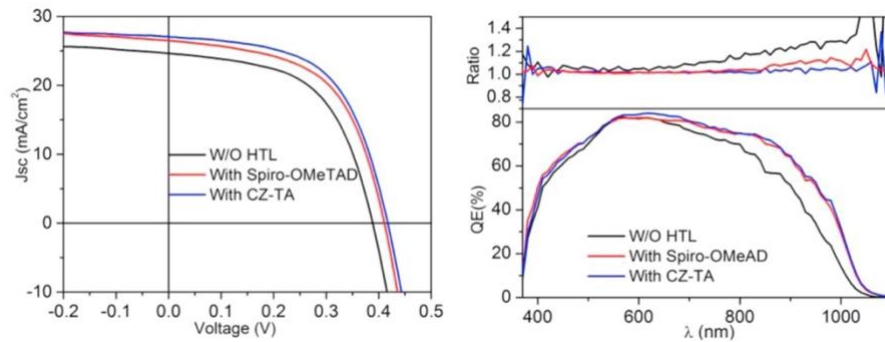 30
20
10
0
-10
Jsc (mA/cm²)
W/O HTL
With Spiro-OMeTAD
With CZ-TA
-0.2 -0.1 0.0 0.1 0.2 0.3 0.4 0.5
Voltage (V)
1.4
1.2
1.0
0.8
Ratio
80
60
40
20
0
QE(%)
W/O HTL
With Spiro-OMeAD
With CZ-TA
400 600 800 1000
λ (nm)